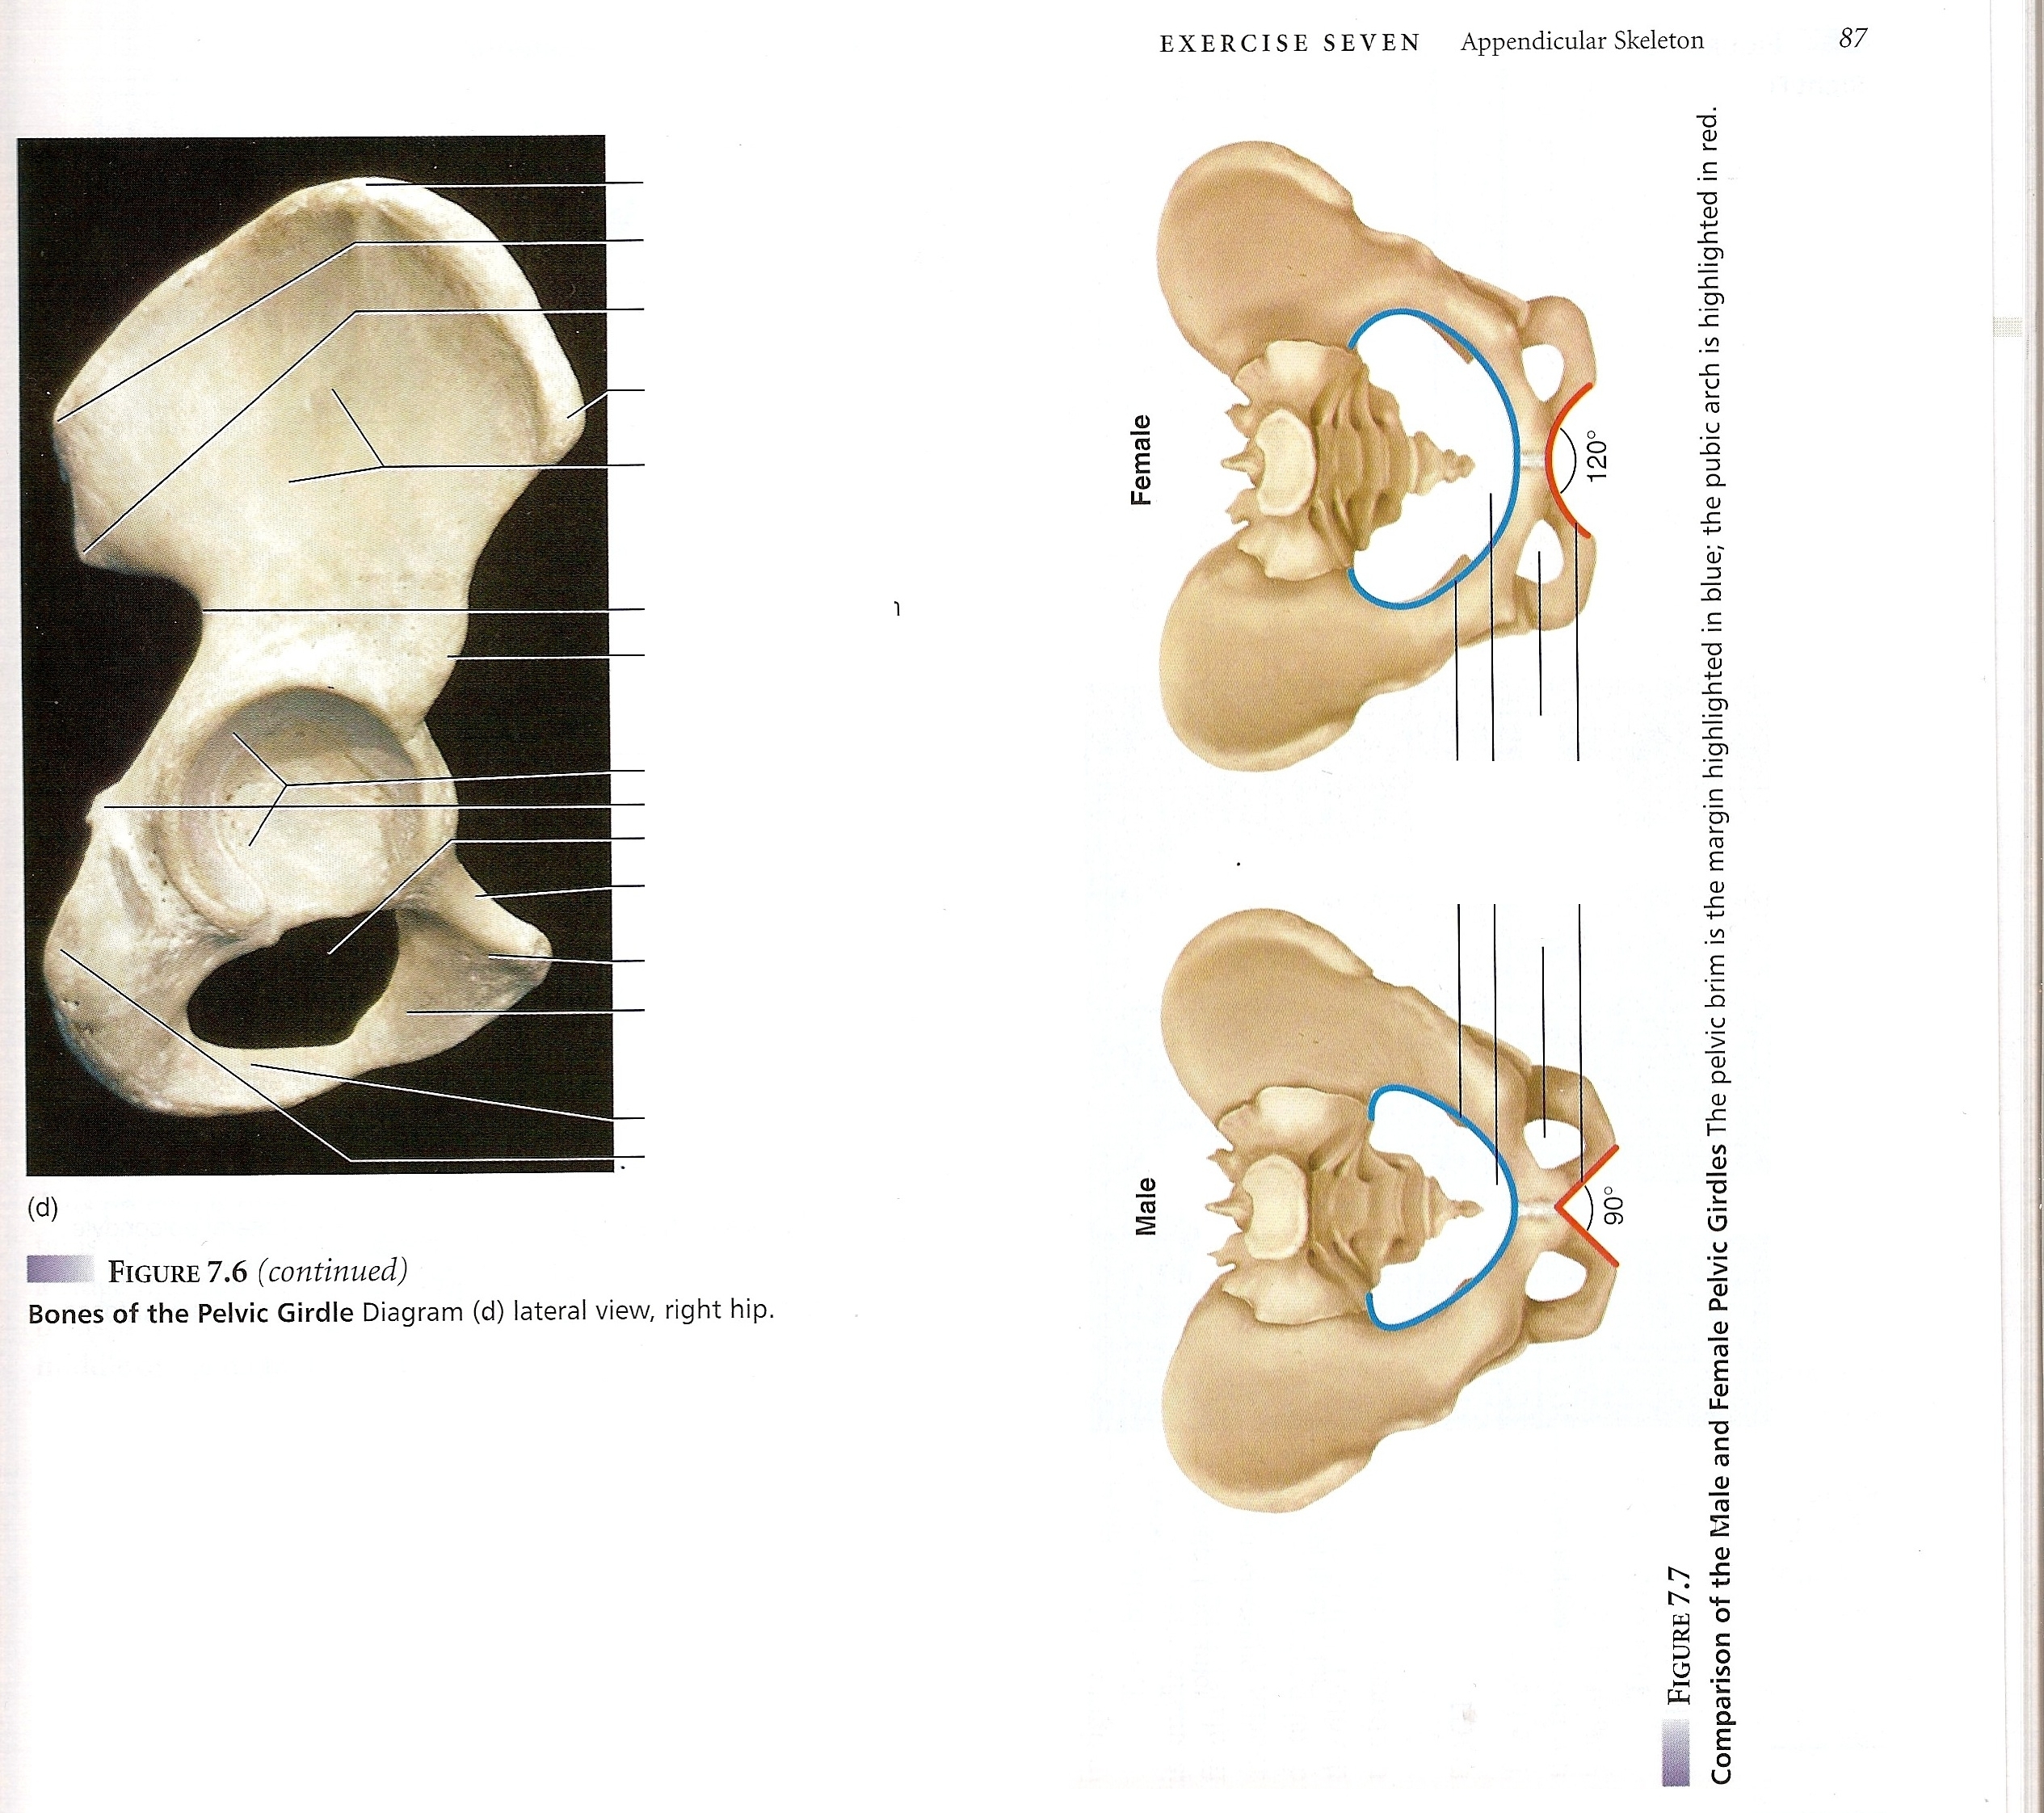 EXERCISE SEVEN Appendicular Skeleton 87
(d)
FIGURE 7.6 (continued)
Bones of the Pelvic Girdle Diagram (d) lateral view, right hip.
Female
120°
Male
90°
FIGURE 7.7
Comparison of the Male and Female Pelvic Girdles The pelvic brim is the margin highlighted in blue; the pubic arch is highlighted in red.